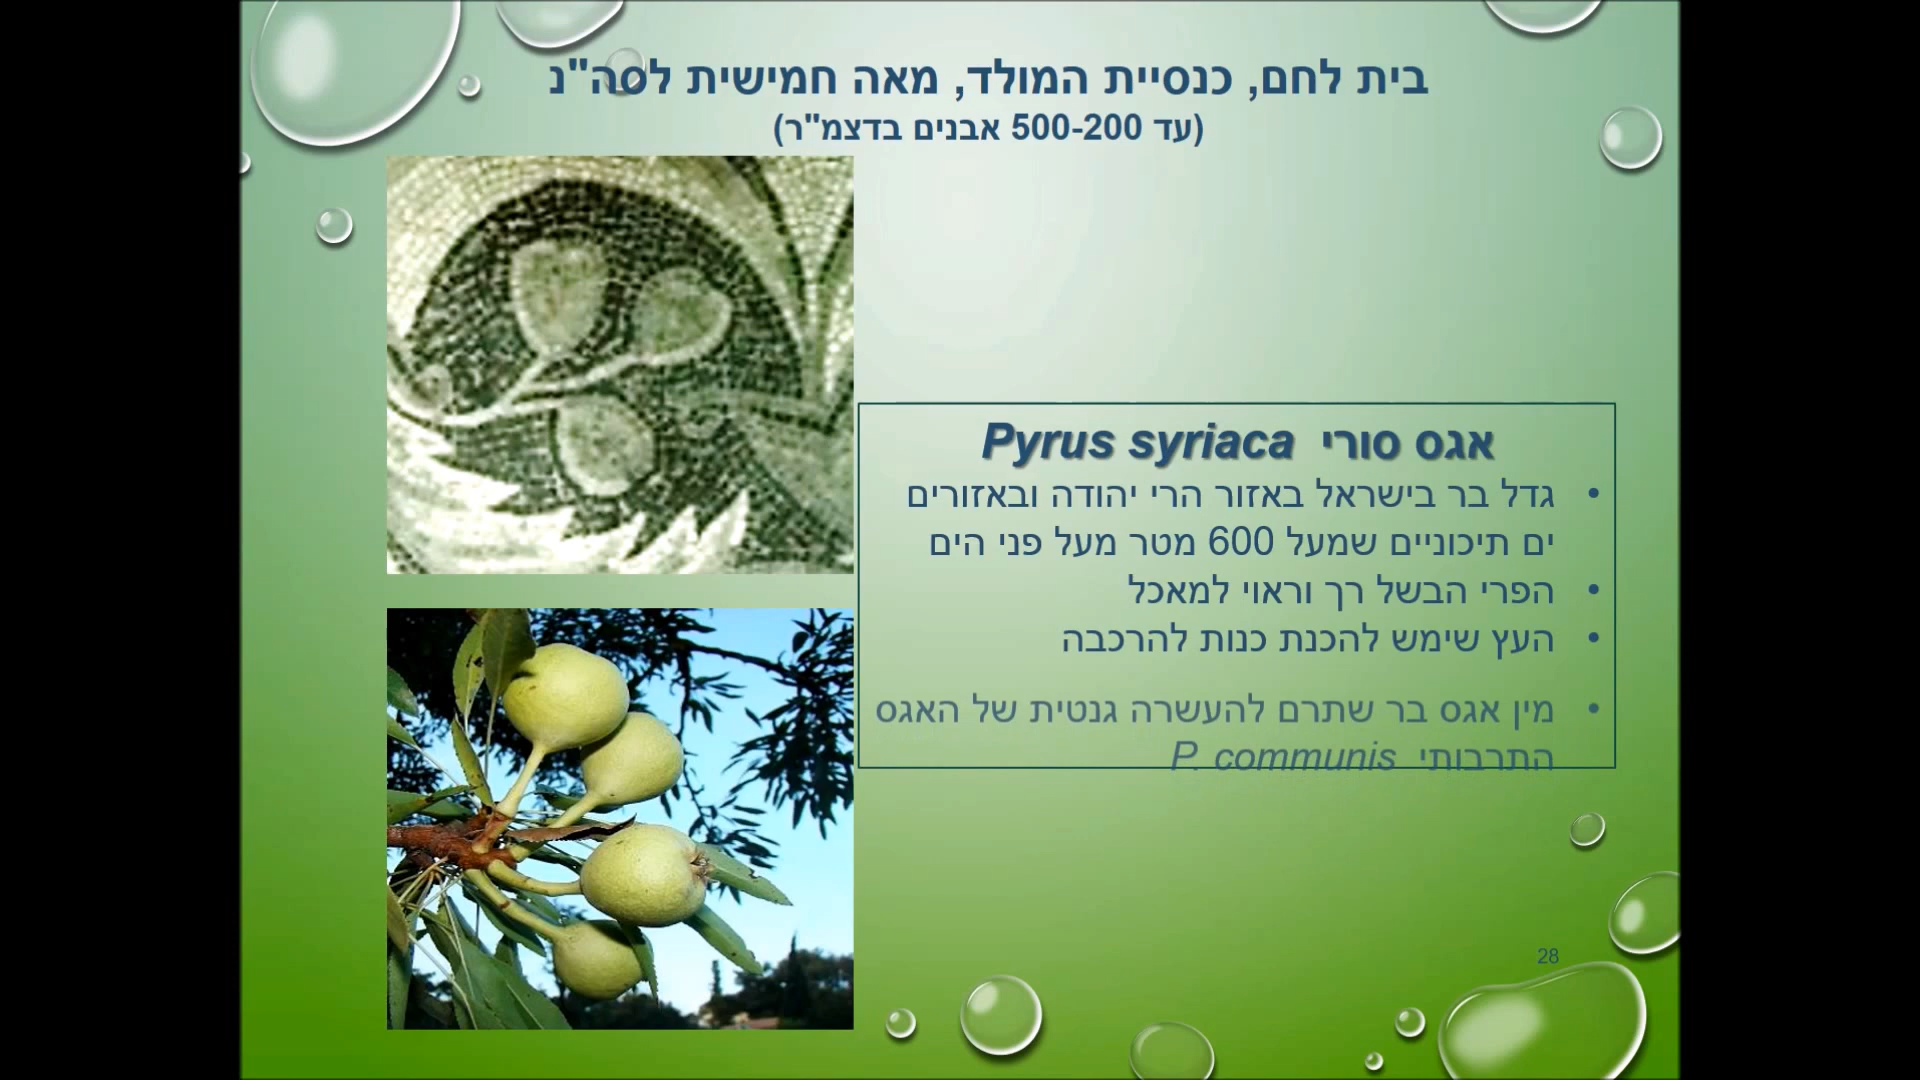 בית לחם, כנסיית המולד, מאה חמישית לסה"נ
(עד 500-200 אבנים בדצמ"ר)
אגס סורי Pyrus syriaca
• גדל בר בישראל באזור הרי יהודה ובאזורים
ים תיכוניים שמעל 600 מטר מעל פני הים
• הפרי הבשל רך וראוי למאכל
• העץ שימש להכנת כנות להרכבה
• מין אגס בר שתרם להעשרה גנטית של האגס
התרבותי P. communis
28